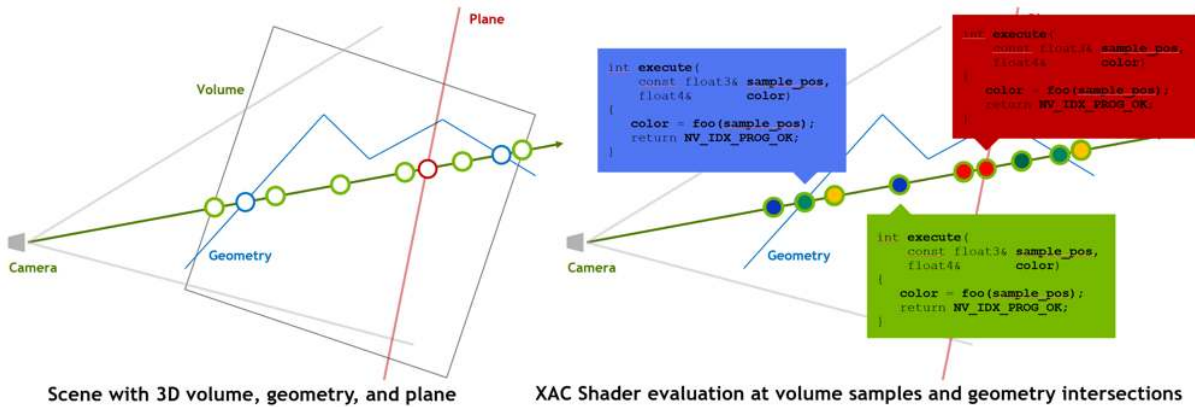 Plane
Volume
Geometry
Camera
Scene with 3D volume, geometry, and plane
int execute(
const float3& sample_pos,
float4& color)
{
color = foo(sample_pos);
return NV_IDX_PROG_OK;
}
int execute(
const float3& sample_pos,
float4& color)
{
color = foo(sample_pos);
return NV_IDX_PROG_OK;
}
Geometry
Camera
int execute(
const float3& sample_pos,
float4& color)
{
color = foo(sample_pos);
return NV_IDX_PROG_OK;
}
XAC Shader evaluation at volume samples and geometry intersections